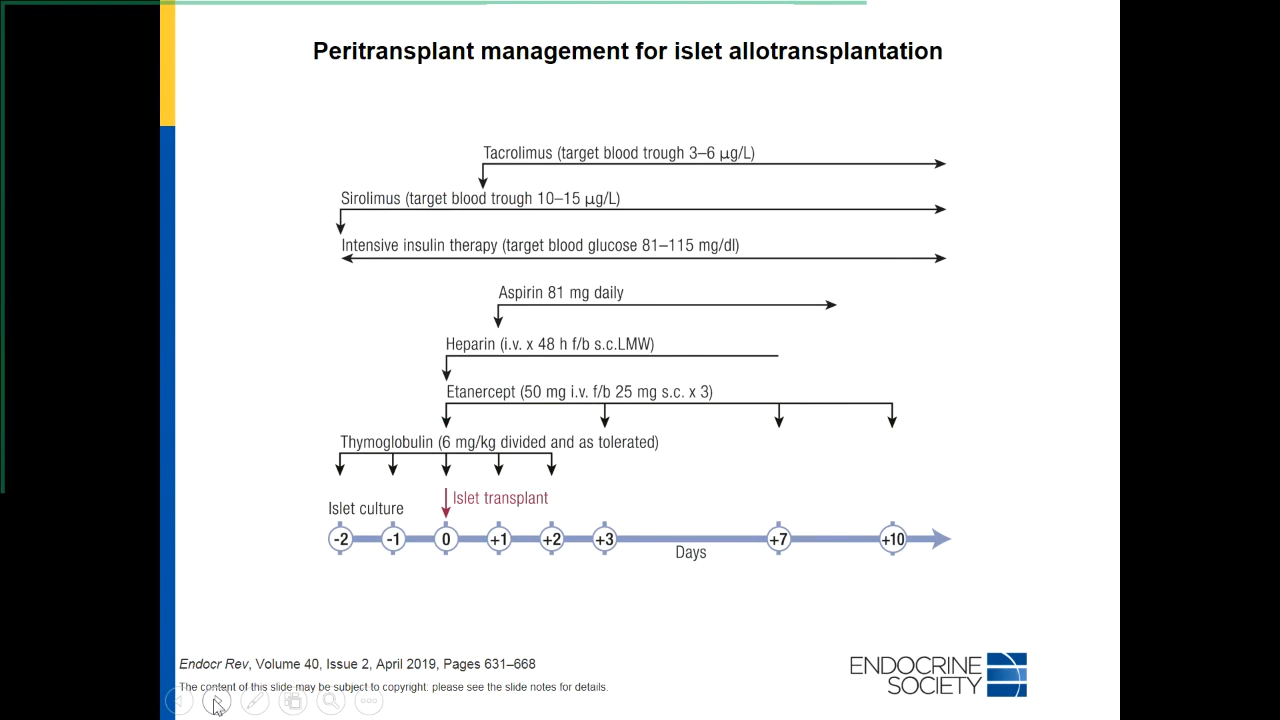 Peritransplant management for islet allotransplantation
Tacrolimus (target blood trough 3–6 µg/L)
Sirolimus (target blood trough 10–15 µg/L)
Intensive insulin therapy (target blood glucose 81–115 mg/dl)
Aspirin 81 mg daily
Heparin (i.v. x 48 h f/b s.c.LMW)
Etanercept (50 mg i.v. f/b 25 mg s.c. x 3)
Thymoglobulin (6 mg/kg divided and as tolerated)
Islet transplant
Islet culture
-2 -1 0 +1 +2 +3 +7 +10
Days
Endocr Rev, Volume 40, Issue 2, April 2019, Pages 631–668
The content of this slide may be subject to copyright: please see the slide notes for details.
ENDOCRINE
SOCIETY